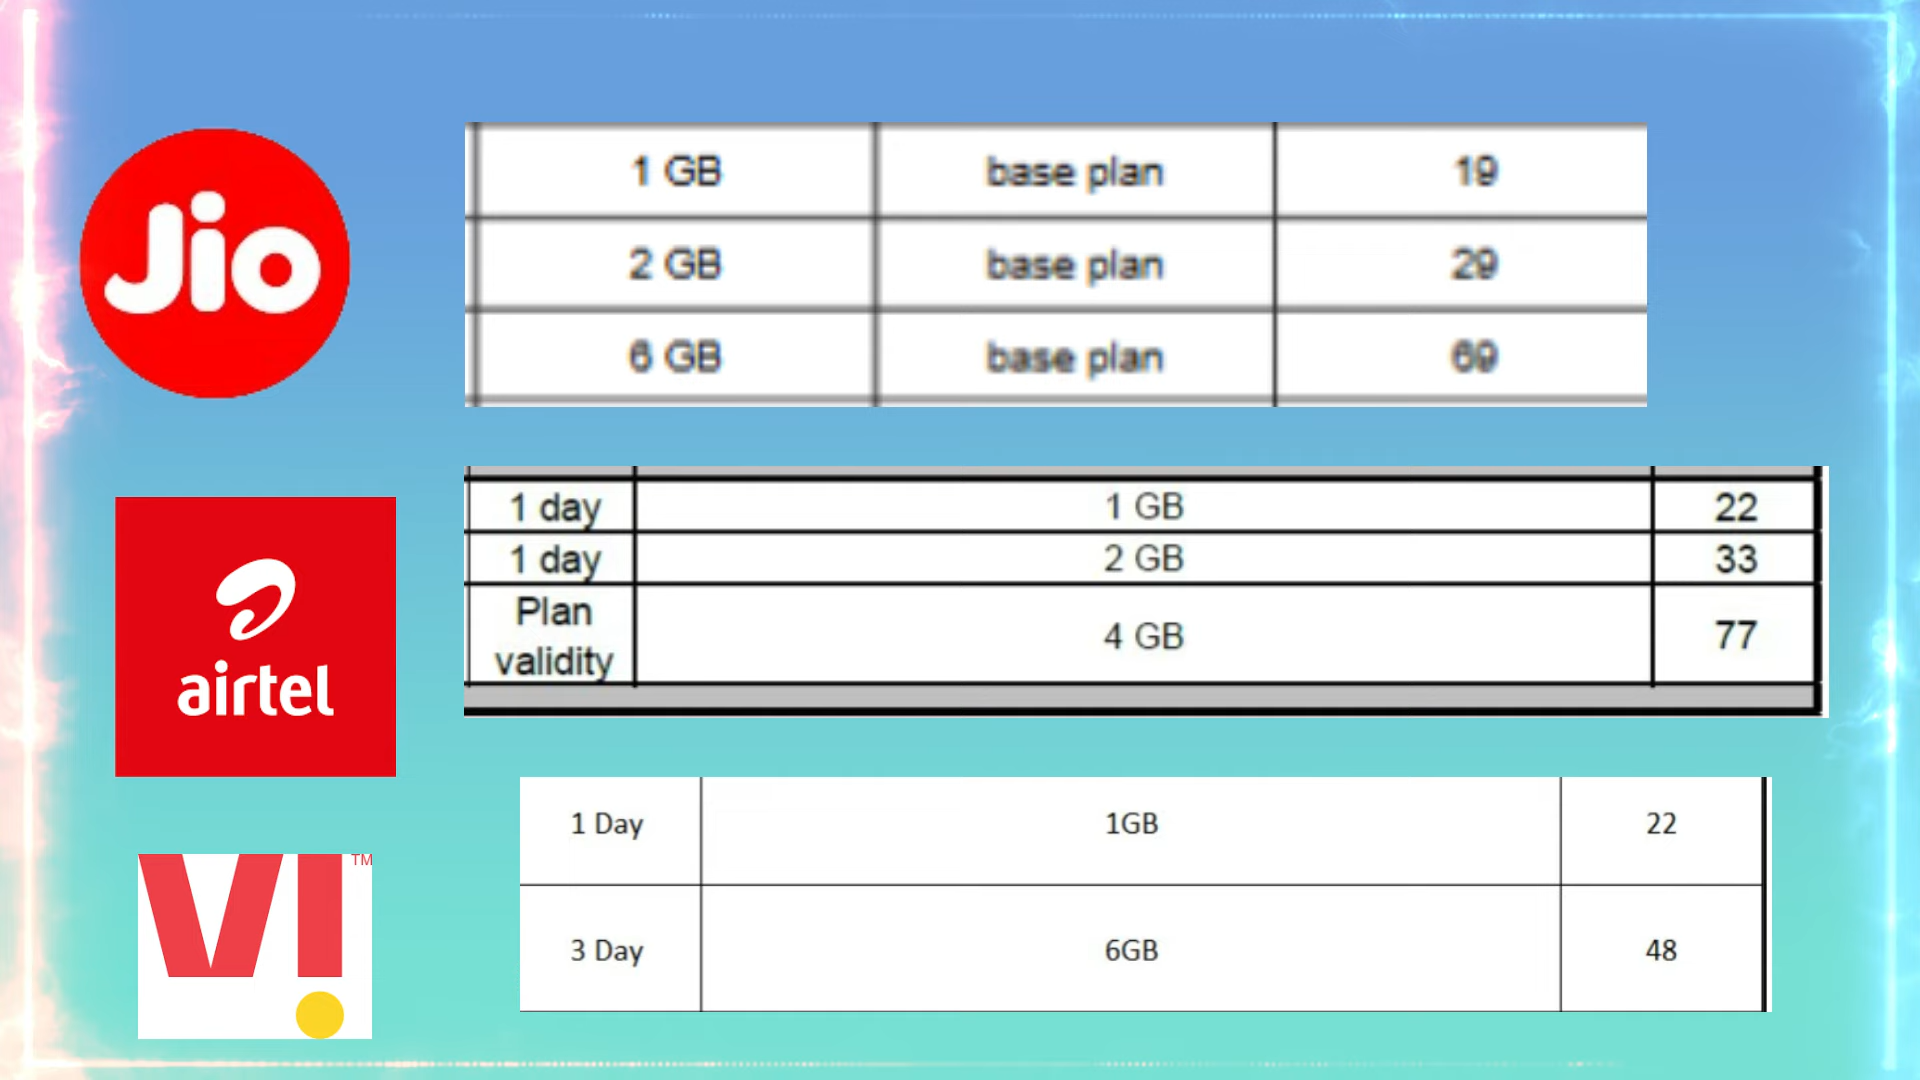 Jio
1 GB base plan 19
2 GB base plan 29
6 GB base plan 69
airtel
1 day 1 GB 22
1 day 2 GB 33
Plan validity 4 GB 77
VI
TM
1 Day 1GB 22
3 Day 6GB 48